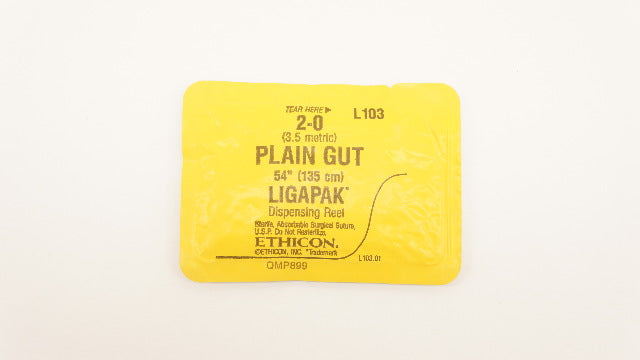 TEAR HERE ▶
L103
2-0
(3.5 metric)
PLAIN GUT
54" (135 cm)
LIGAPAK*
Dispensing Reel
Sterile, Absorbable Surgical Suture,
U.S.P. Do Not Resterilize.
ETHICON.
©ETHICON, INC. *Trademark
L103.01
QMP899